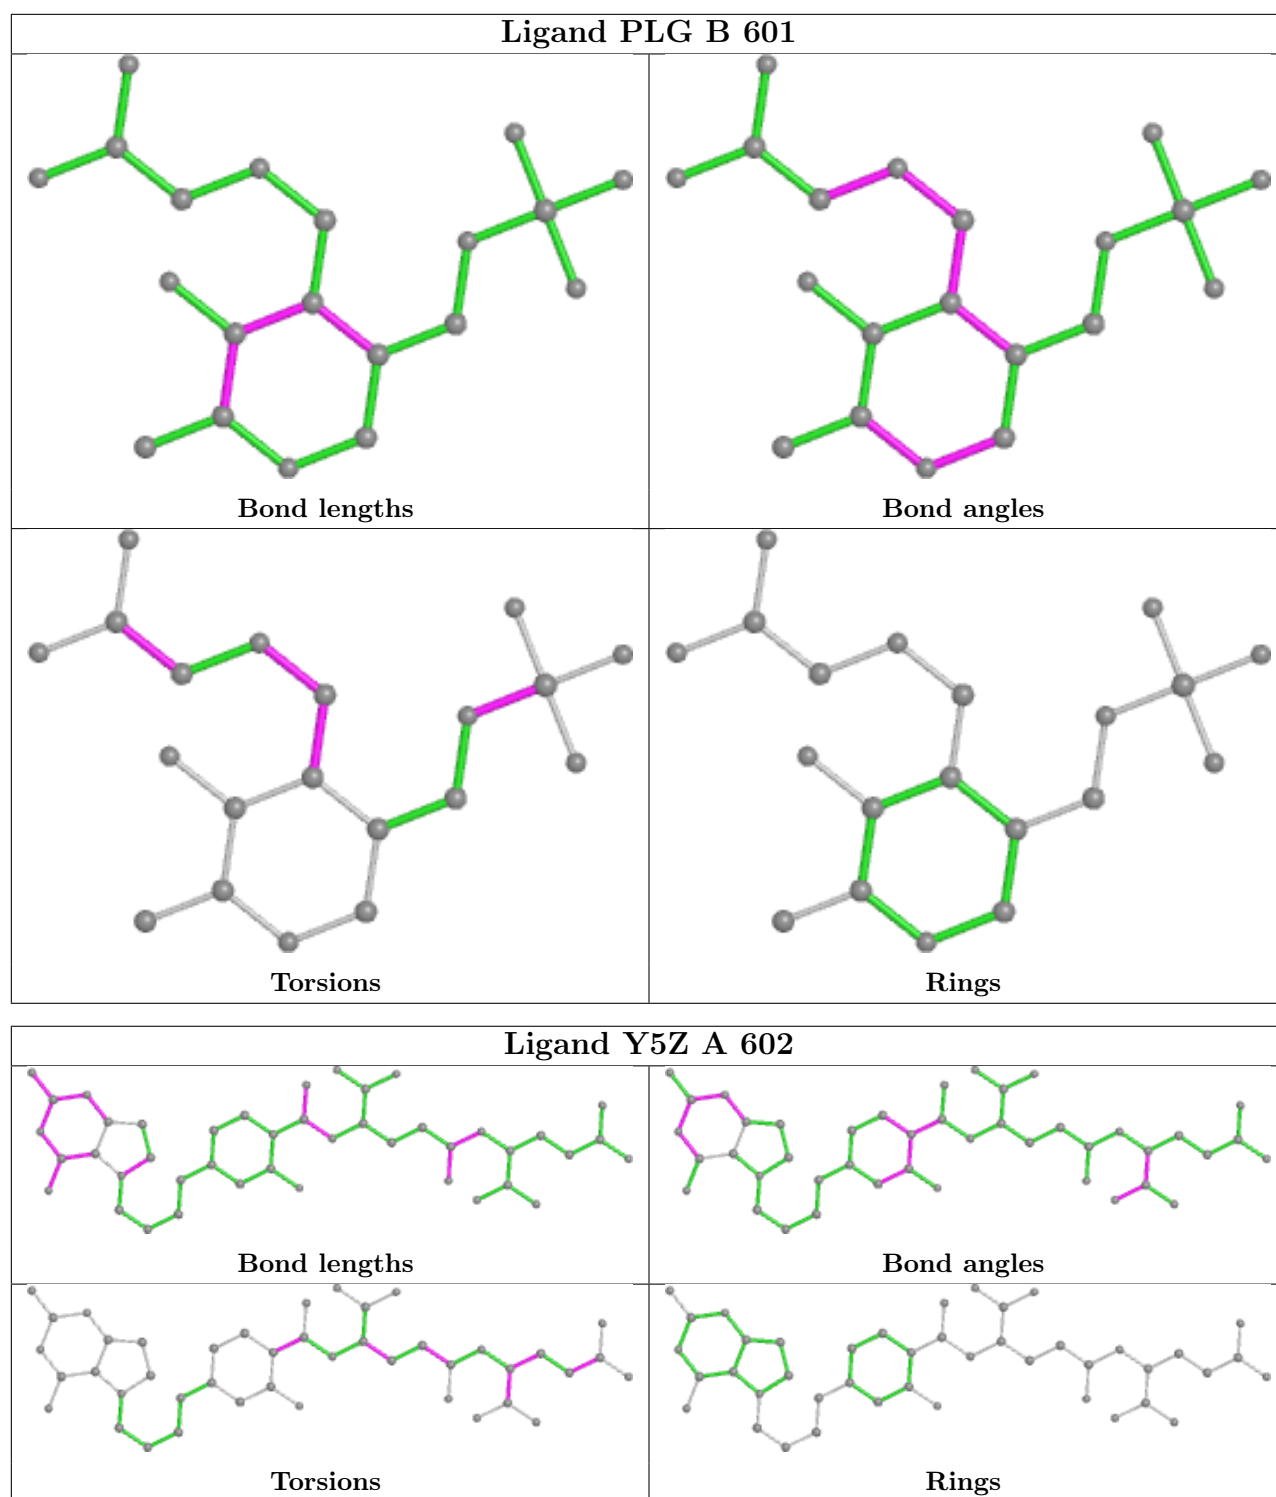 Ligand PLG B 601
Bond lengths
Bond angles
Torsions
Rings
Ligand Y5Z A 602
Bond lengths
Bond angles
Torsions
Rings